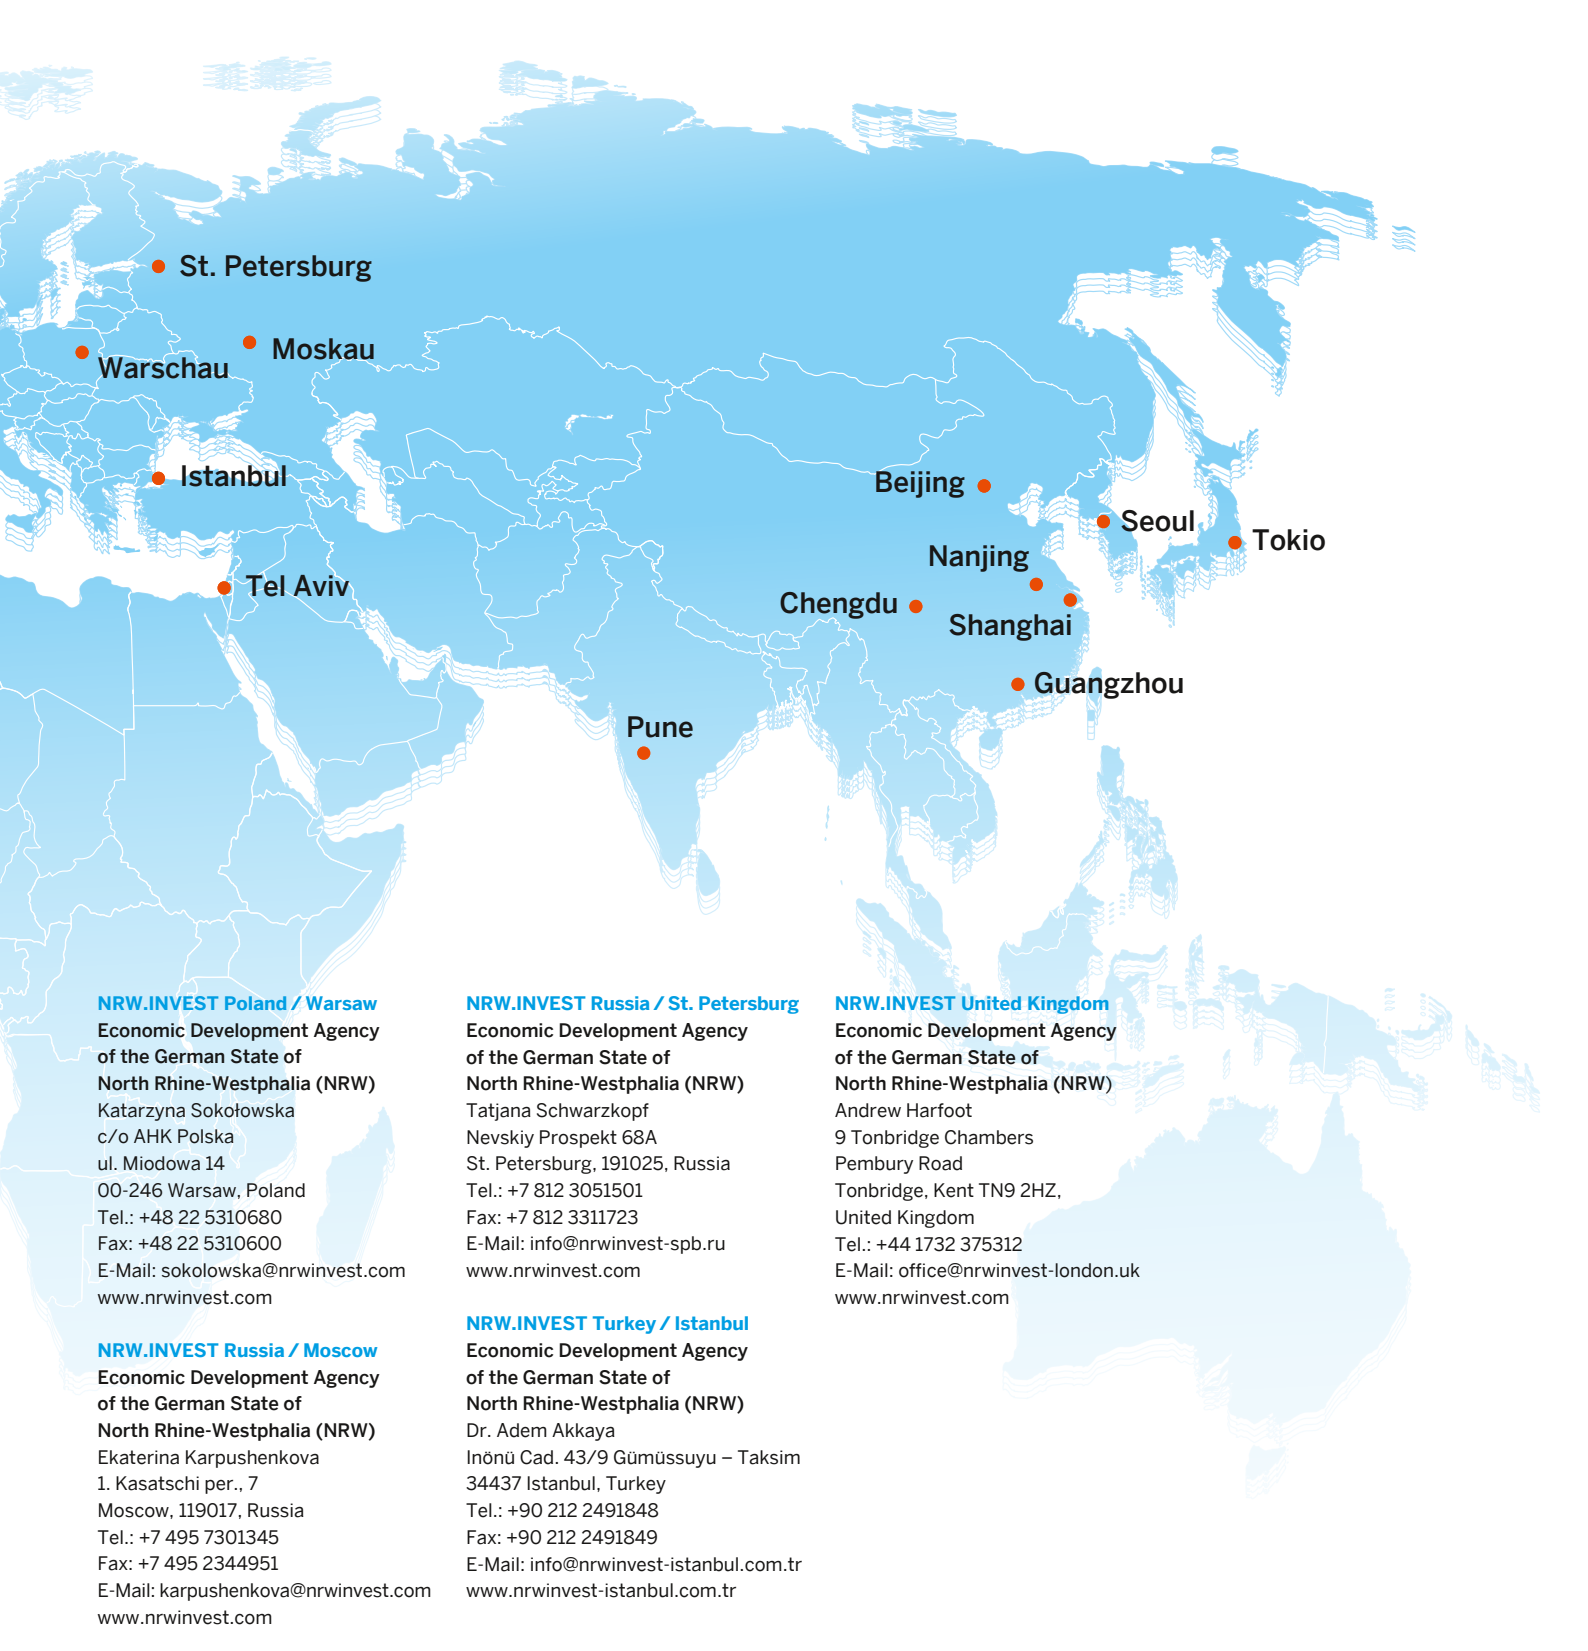 St. Petersburg
Moskau
Warschau
Istanbul
Beijing
Seoul
Tokio
Nanjing
Tel Aviv
Chengdu
Shanghai
Guangzhou
Pune
NRW.INVEST Poland / Warsaw
Economic Development Agency
of the German State of
North Rhine-Westphalia (NRW)
Katarzyna Sokołowska
c/o AHK Polska
ul. Miodowa 14
00-246 Warsaw, Poland
Tel.: +48 22 5310680
Fax: +48 22 5310600
E-Mail: sokolowska@nrwinvest.com
www.nrwinvest.com
NRW.INVEST Russia / Moscow
Economic Development Agency
of the German State of
North Rhine-Westphalia (NRW)
Ekaterina Karpushenkova
1. Kasatschi per., 7
Moscow, 119017, Russia
Tel.: +7 495 7301345
Fax: +7 495 2344951
E-Mail: karpushenkova@nrwinvest.com
www.nrwinvest.com
NRW.INVEST Russia / St. Petersburg
Economic Development Agency
of the German State of
North Rhine-Westphalia (NRW)
Tatjana Schwarzkopf
Nevskiy Prospekt 68A
St. Petersburg, 191025, Russia
Tel.: +7 812 3051501
Fax: +7 812 3311723
E-Mail: info@nrwinvest-spb.ru
www.nrwinvest.com
NRW.INVEST Turkey / Istanbul
Economic Development Agency
of the German State of
North Rhine-Westphalia (NRW)
Dr. Adem Akkaya
Inönü Cad. 43/9 Gümüssuyu – Taksim
34437 Istanbul, Turkey
Tel.: +90 212 2491848
Fax: +90 212 2491849
E-Mail: info@nrwinvest-istanbul.com.tr
www.nrwinvest-istanbul.com.tr
NRW.INVEST United Kingdom
Economic Development Agency
of the German State of
North Rhine-Westphalia (NRW)
Andrew Harfoot
9 Tonbridge Chambers
Pembury Road
Tonbridge, Kent TN9 2HZ,
United Kingdom
Tel.: +44 1732 375312
E-Mail: office@nrwinvest-london.uk
www.nrwinvest.com